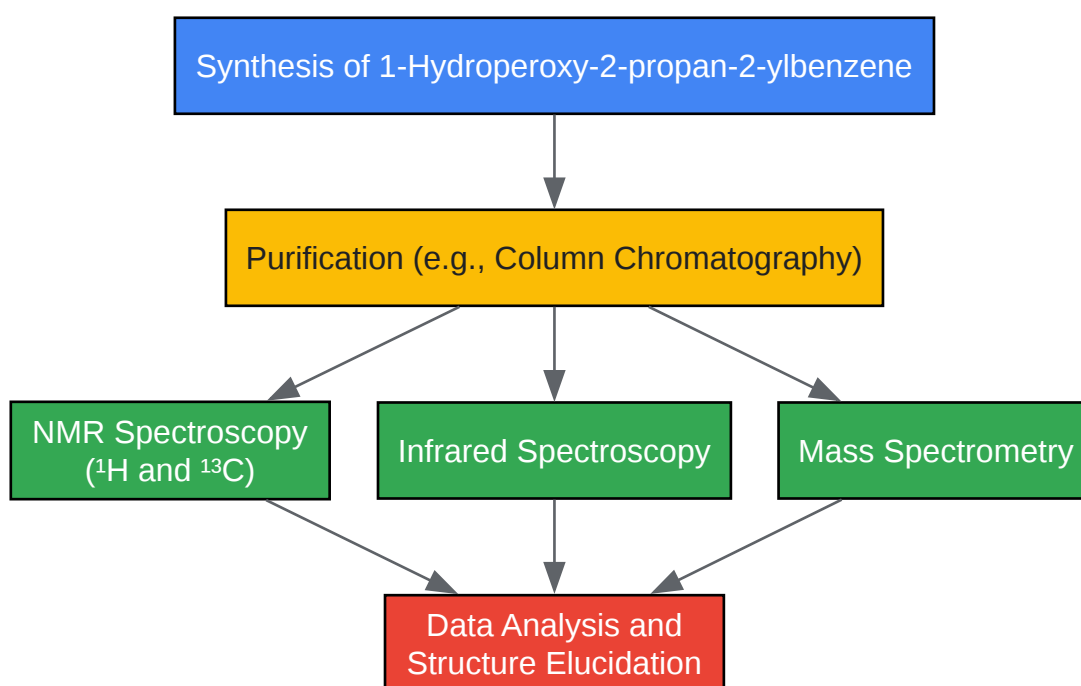 Synthesis of 1-Hydroperoxy-2-propan-2-ylbenzene
Purification (e.g., Column Chromatography)
NMR Spectroscopy
(¹H and ¹³C)
Infrared Spectroscopy
Mass Spectrometry
Data Analysis and
Structure Elucidation